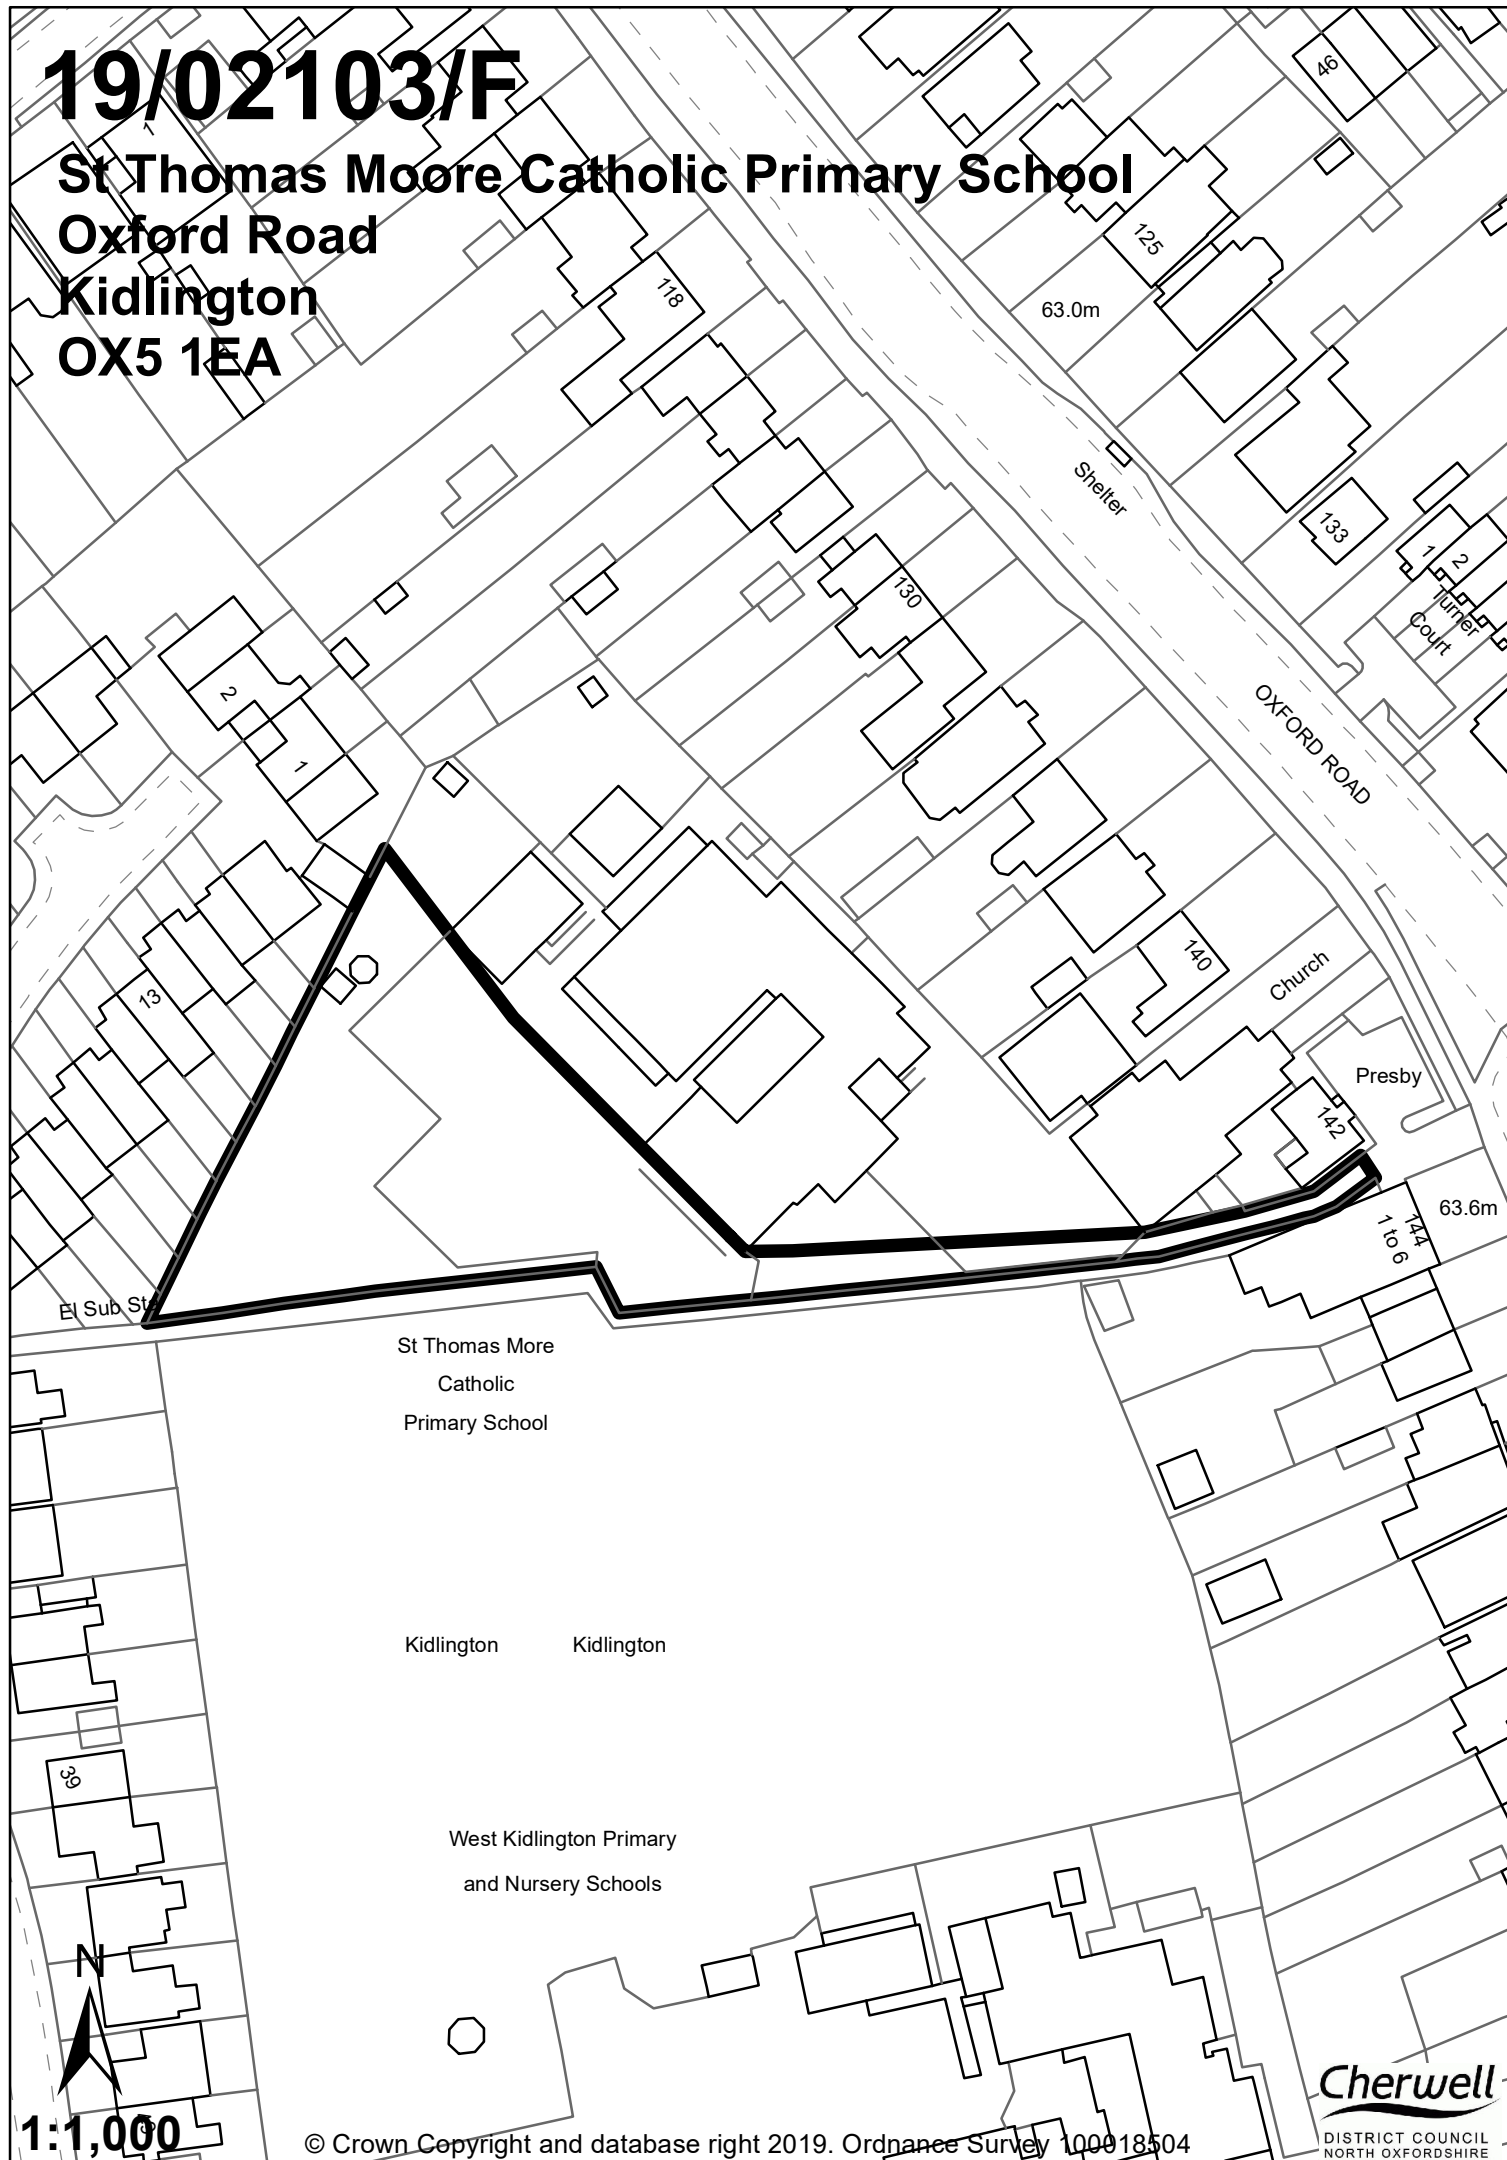 19/02103/F
St Thomas Moore Catholic Primary School
Oxford Road
Kidlington
OX5 1EA
46
1
125
118
63.0m
Shelter
133
1
2
Turner
Court
130
OXFORD ROAD
2
1
13
140
Church
Presby
142
144
1 to 6
63.6m
El Sub Sta
St Thomas More
Catholic
Primary School
Kidlington Kidlington
39
West Kidlington Primary
and Nursery Schools
N
1:1,000
© Crown Copyright and database right 2019. Ordnance Survey 100018504
Cherwell
DISTRICT COUNCIL
NORTH OXFORDSHIRE